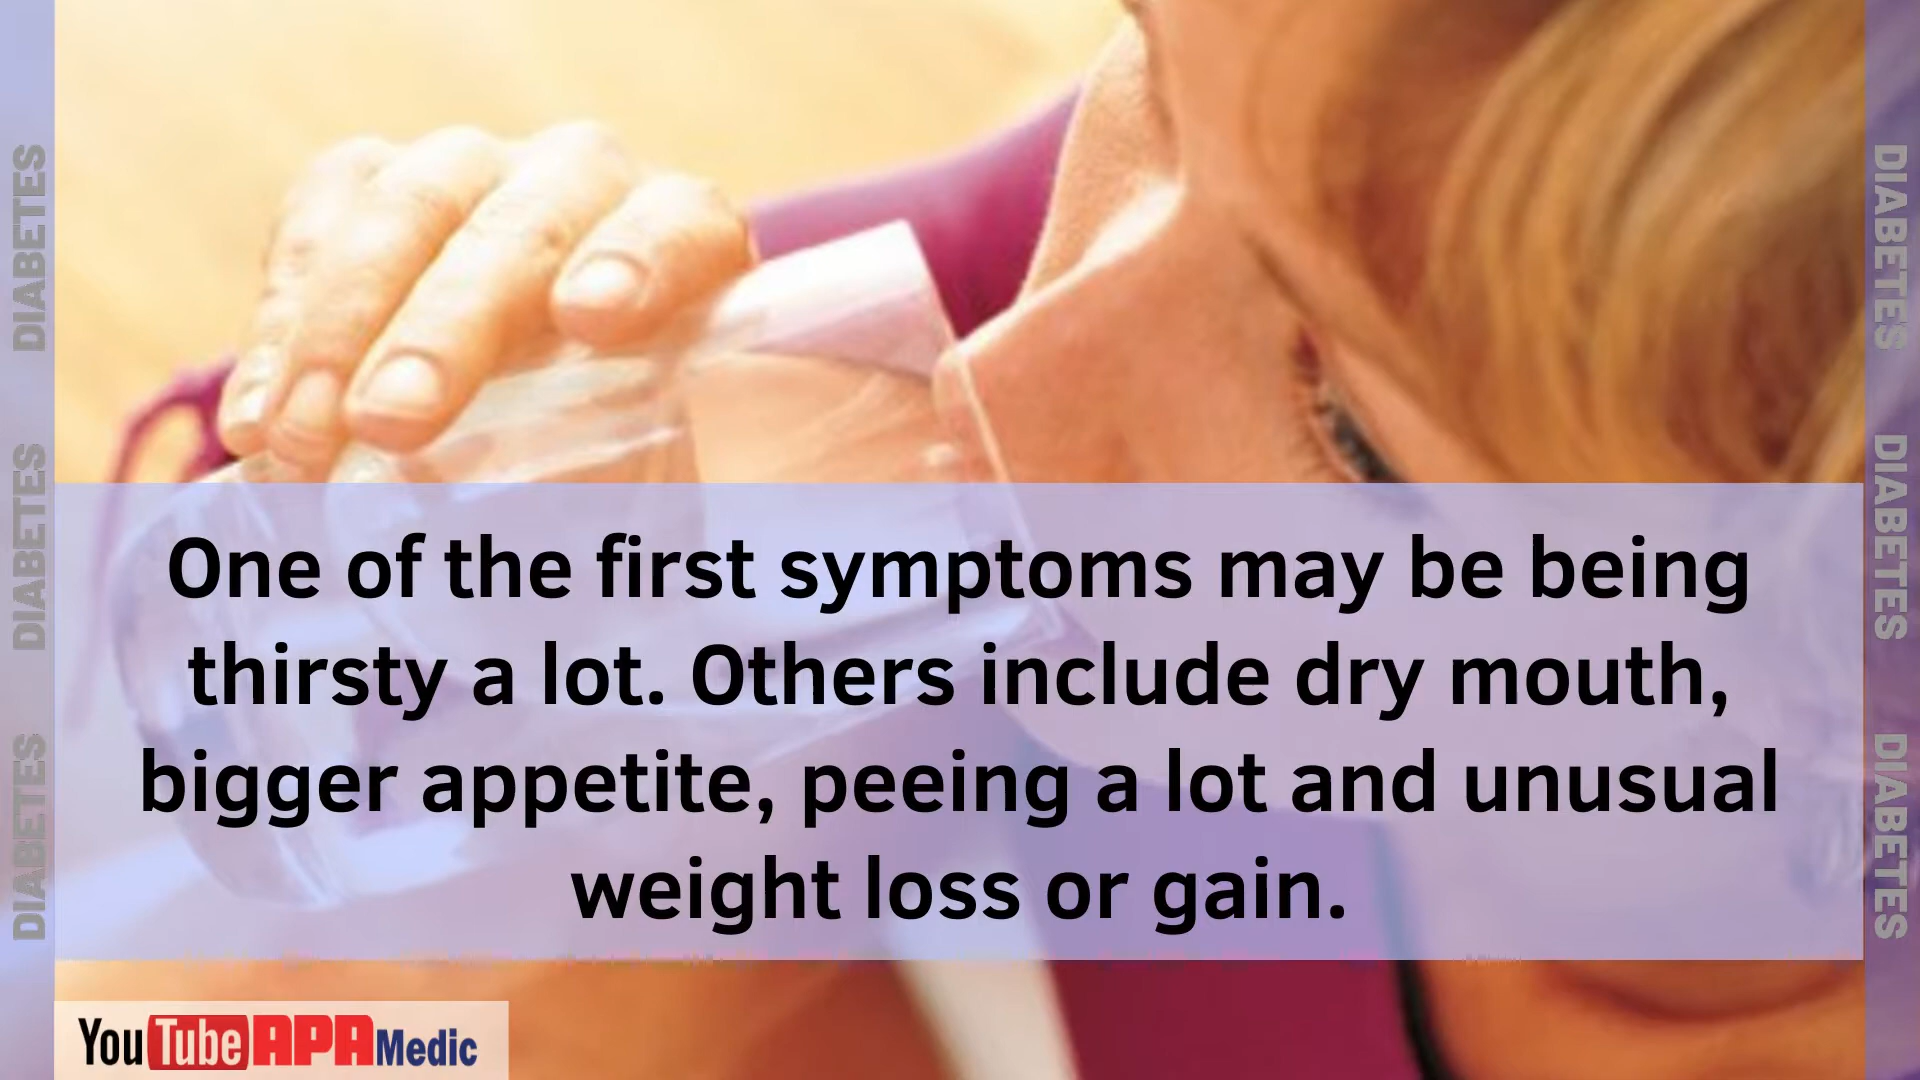 DIABETES
DIABETES
DIABETES
One of the first symptoms may be being
thirsty a lot. Others include dry mouth,
bigger appetite, peeing a lot and unusual
weight loss or gain.
DIABETES
DIABETES
DIABETES
YouTube APA Medic